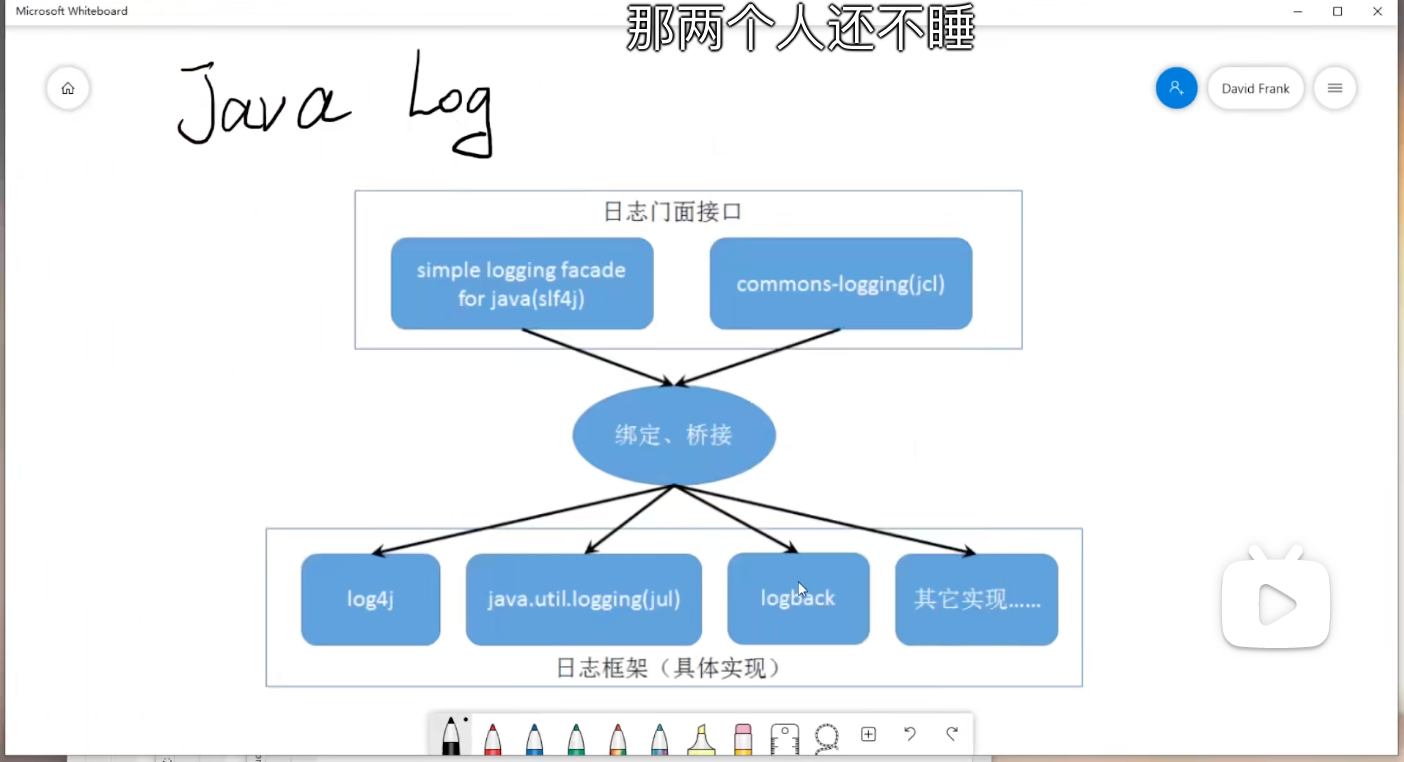 Microsoft Whiteboard
那两个人还不睡
Java Log
David Frank
日志门面接口
simple logging facade
for java(slf4j)
commons-logging(jcl)
绑定、桥接
log4j
java.util.logging(jul)
logback
其它实现……
日志框架（具体实现）